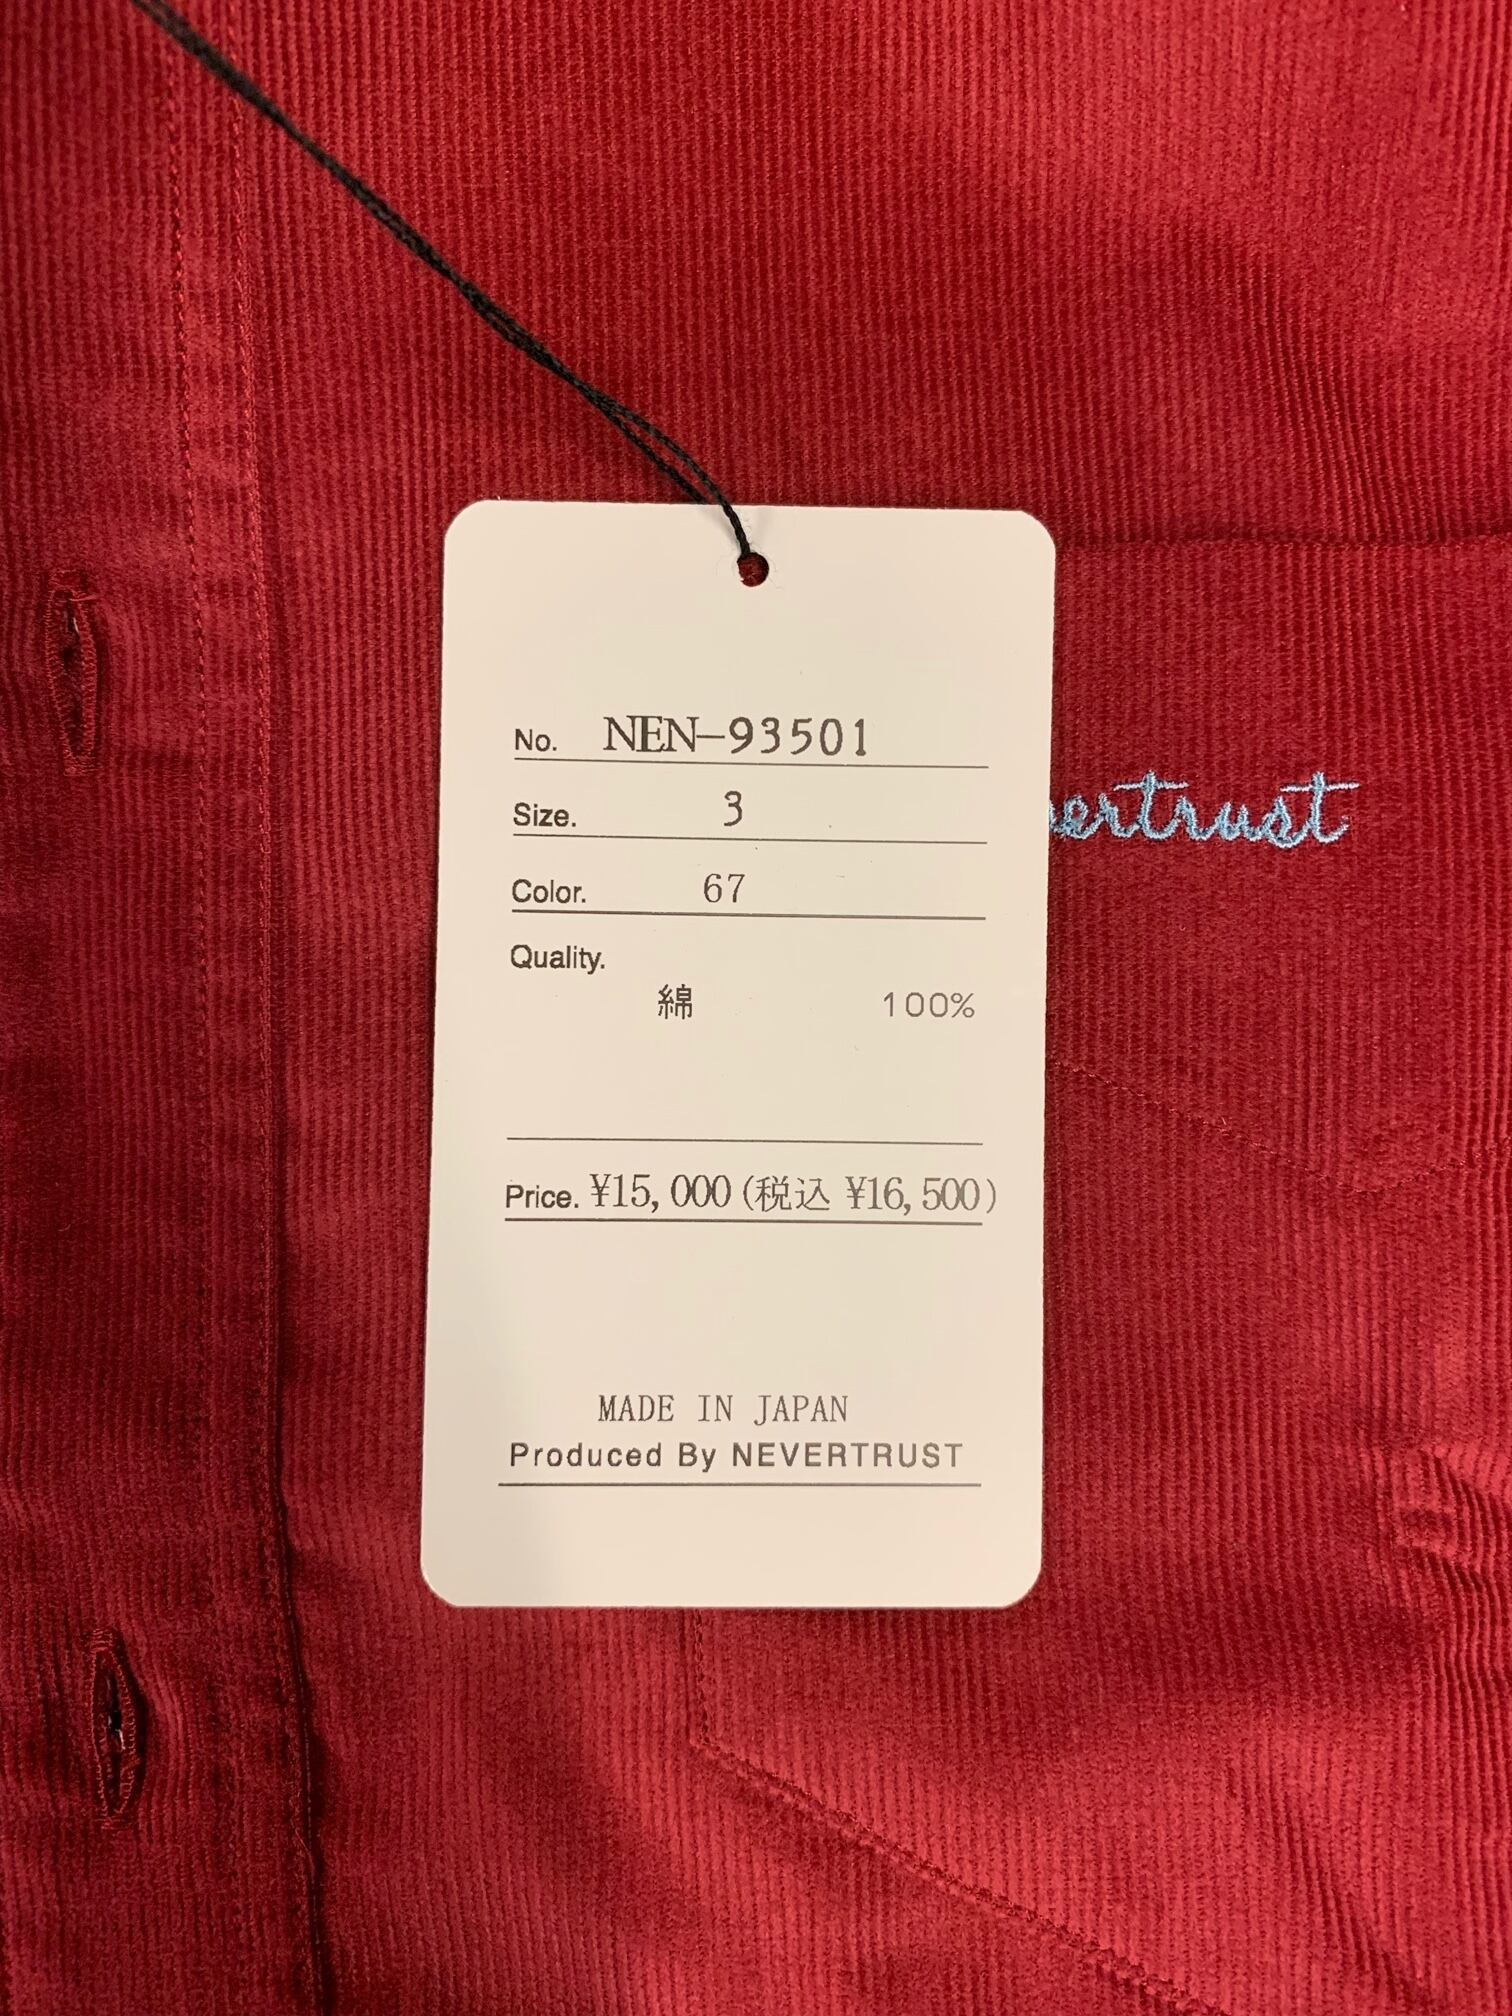 No. NEN-93501
Size. 3
Color. 67
Quality.
綿 100%
Price. ¥15,000(税込 ¥16,500)
MADE IN JAPAN
Produced By NEVERTRUST